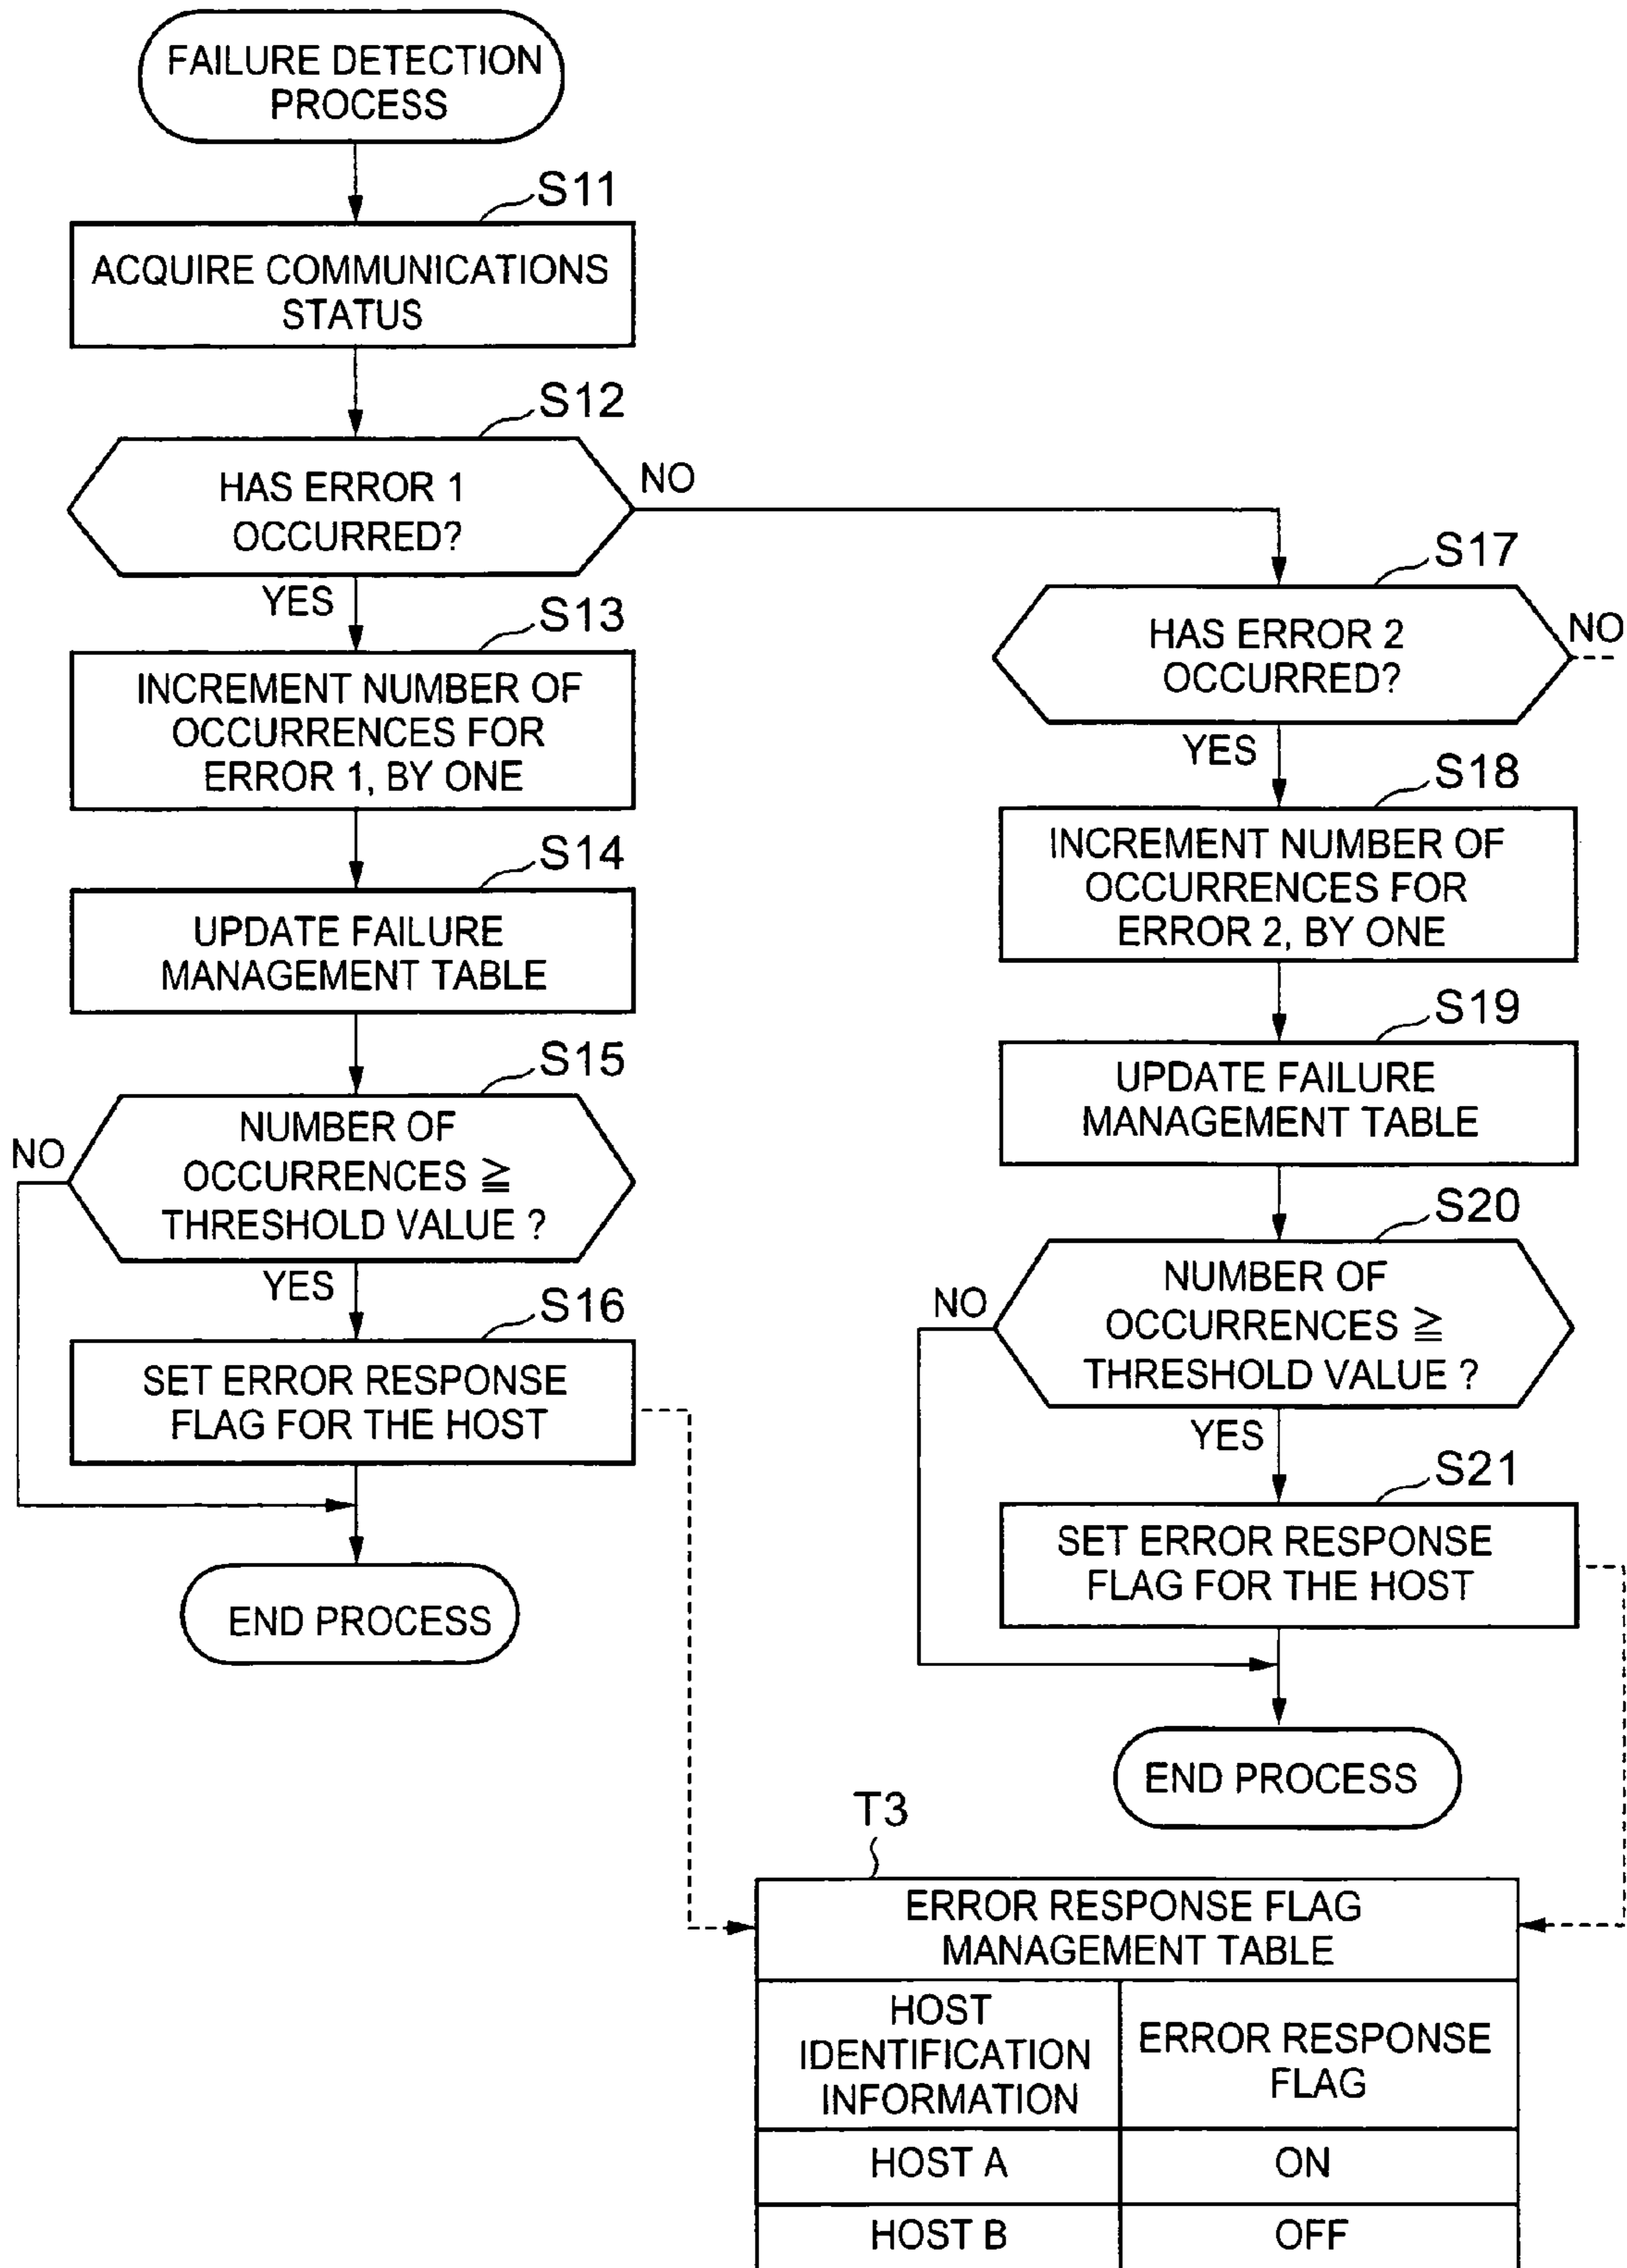 FAILURE DETECTION
PROCESS
S11
ACQUIRE COMMUNICATIONS
STATUS
S12
HAS ERROR 1
OCCURRED?
NO
YES
S13
INCREMENT NUMBER OF
OCCURRENCES FOR
ERROR 1, BY ONE
S14
UPDATE FAILURE
MANAGEMENT TABLE
S15
NUMBER OF
OCCURRENCES ≧
THRESHOLD VALUE ?
NO
YES
S16
SET ERROR RESPONSE
FLAG FOR THE HOST
END PROCESS
S17
HAS ERROR 2
OCCURRED?
NO
YES
S18
INCREMENT NUMBER OF
OCCURRENCES FOR
ERROR 2, BY ONE
S19
UPDATE FAILURE
MANAGEMENT TABLE
S20
NUMBER OF
OCCURRENCES ≧
THRESHOLD VALUE ?
NO
YES
S21
SET ERROR RESPONSE
FLAG FOR THE HOST
END PROCESS
T3
ERROR RESPONSE FLAG
MANAGEMENT TABLE
HOST
IDENTIFICATION
INFORMATION
ERROR RESPONSE
FLAG
HOST A
ON
HOST B
OFF